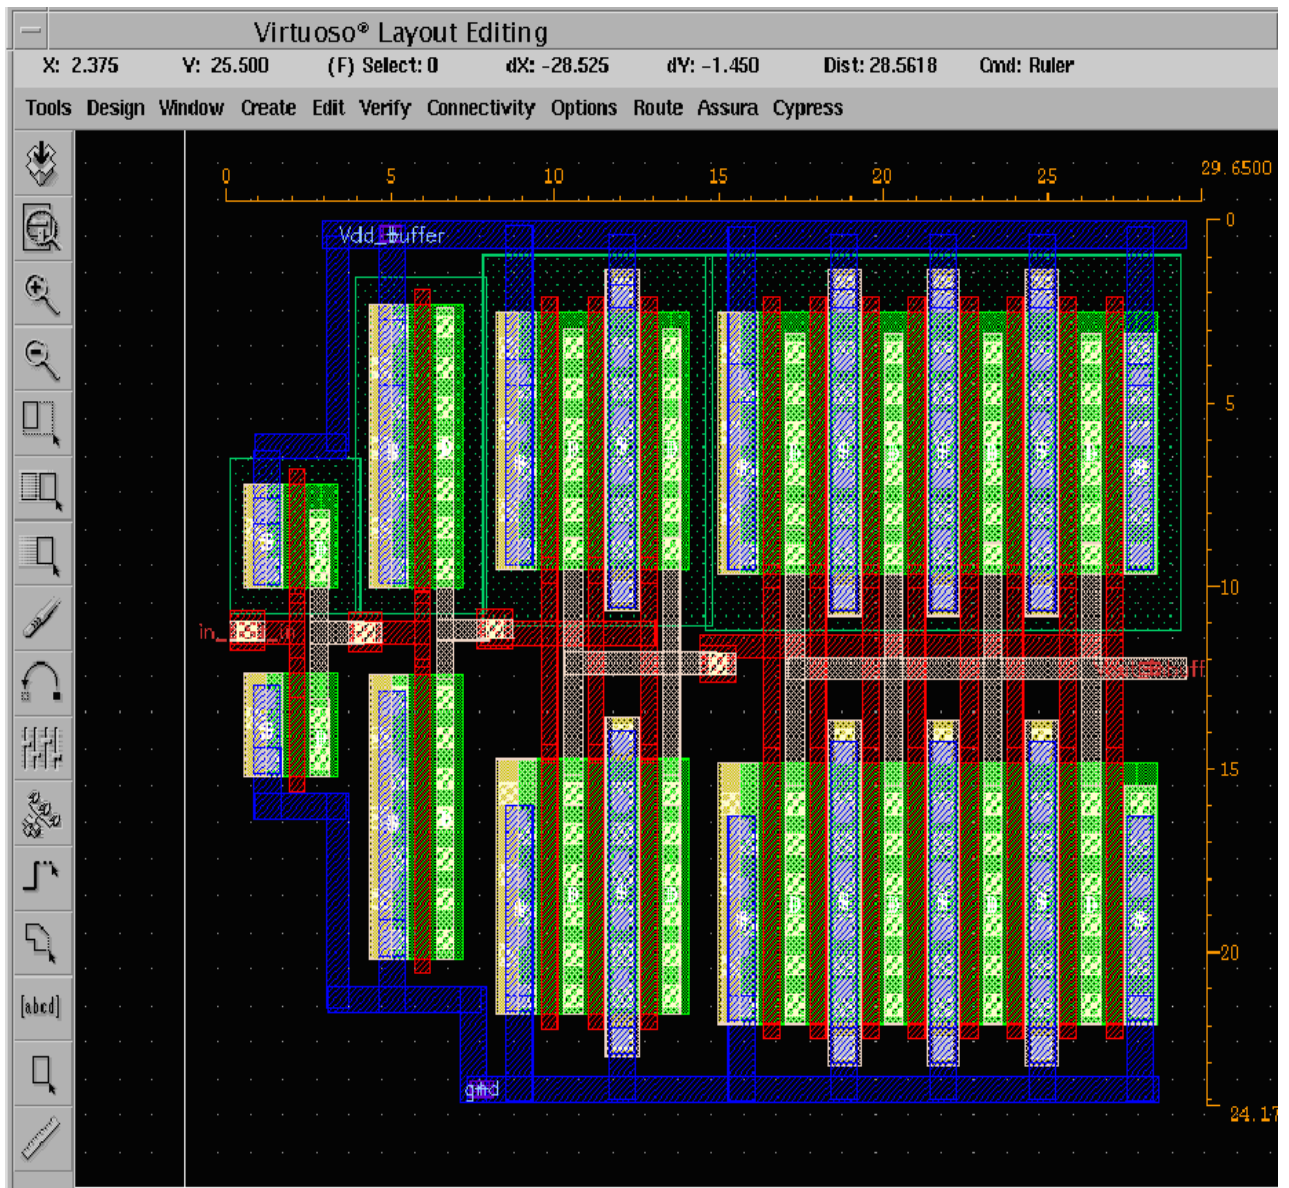 Virtuoso® Layout Editing
X: 2.375 Y: 25.500 (F) Select: 0 dX: -28.525 dY: -1.450 Dist: 28.5618 Cmd: Ruler
Tools Design Window Create Edit Verify Connectivity Options Route Assura Cypress
0 5 10 15 20 25 29.6500
0
Vdd_buffer
5
10
15
20
[abcd]
gnd
24.17